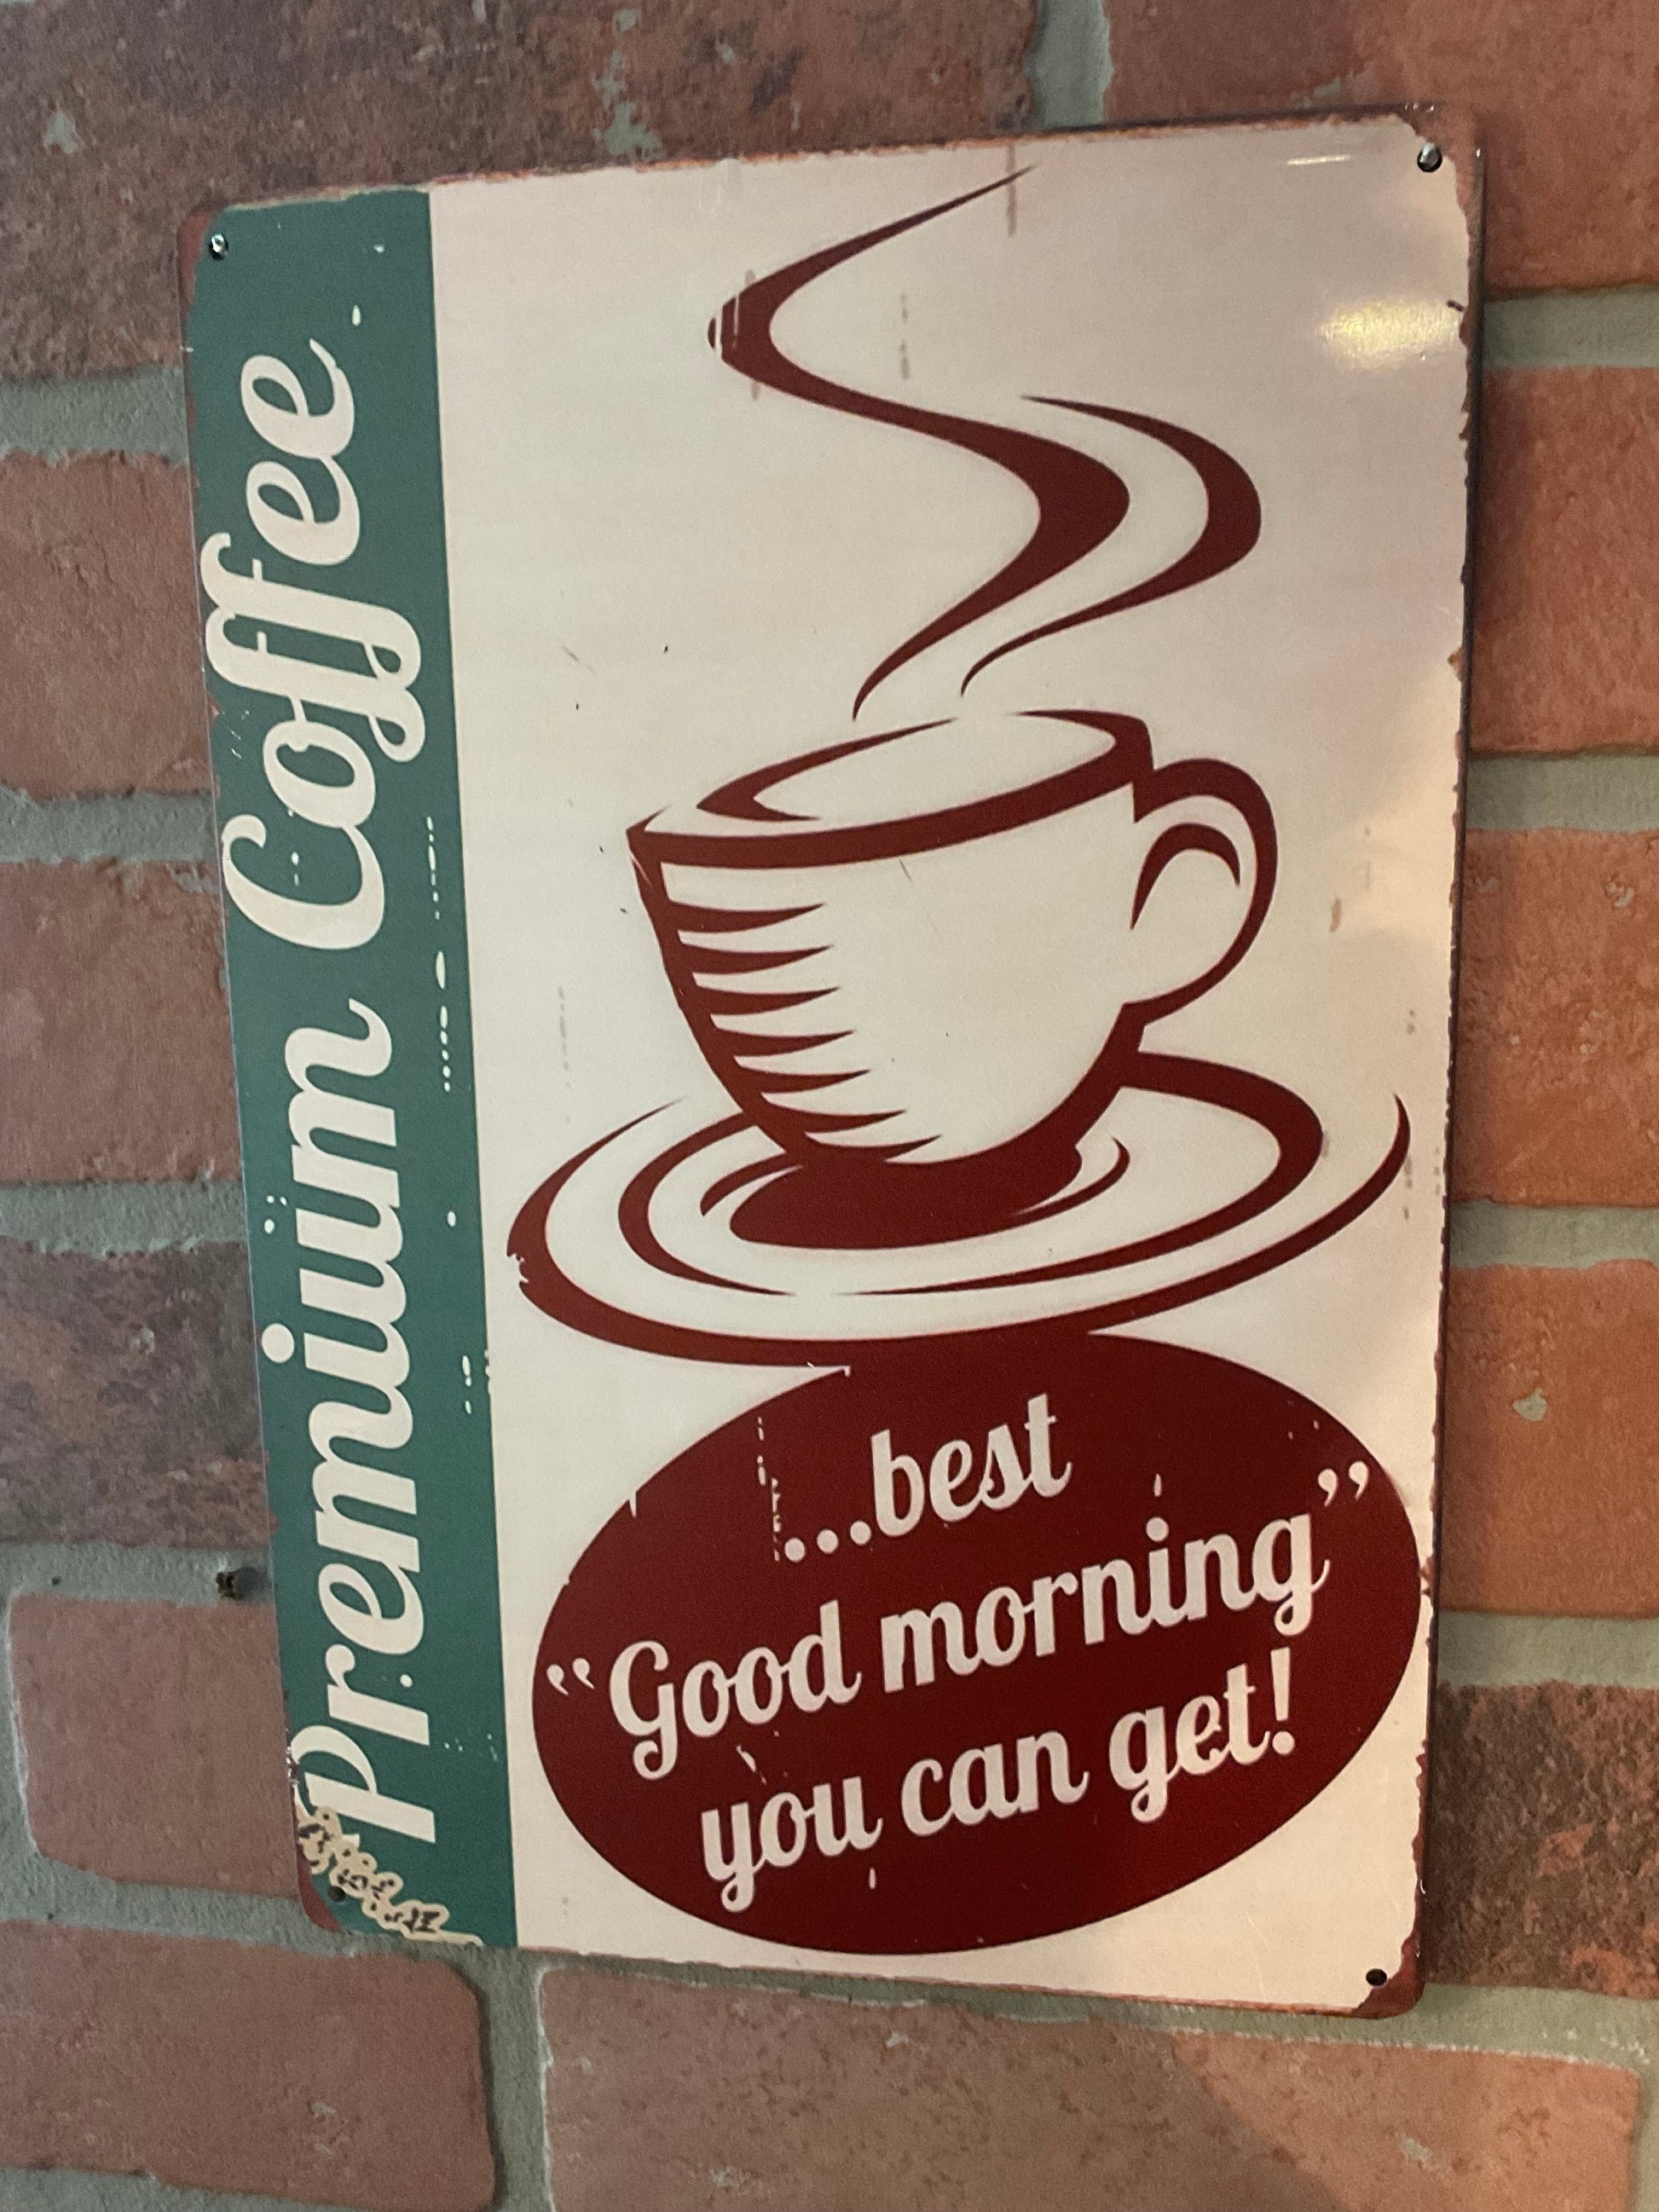 Premium Coffee
...best
“Good morning”
you can get!